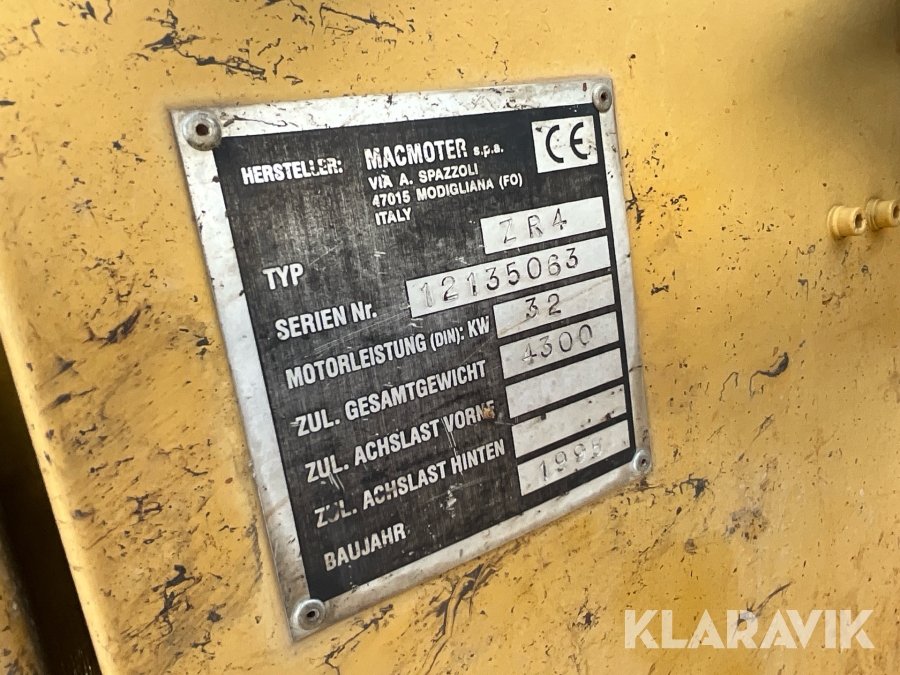 HERSTELLER: MACMOTER s.p.a.
VIA A. SPAZZOLI
47015 MODIGLIANA (FO)
ITALY
CE
TYP ZR4
SERIEN Nr. 12135063
MOTORLEISTUNG (DIN): KW 32
ZUL. GESAMTGEWICHT 4300
ZUL. ACHSLAST VORNE
ZUL. ACHSLAST HINTEN
BAUJAHR 1995
KLARAVIK